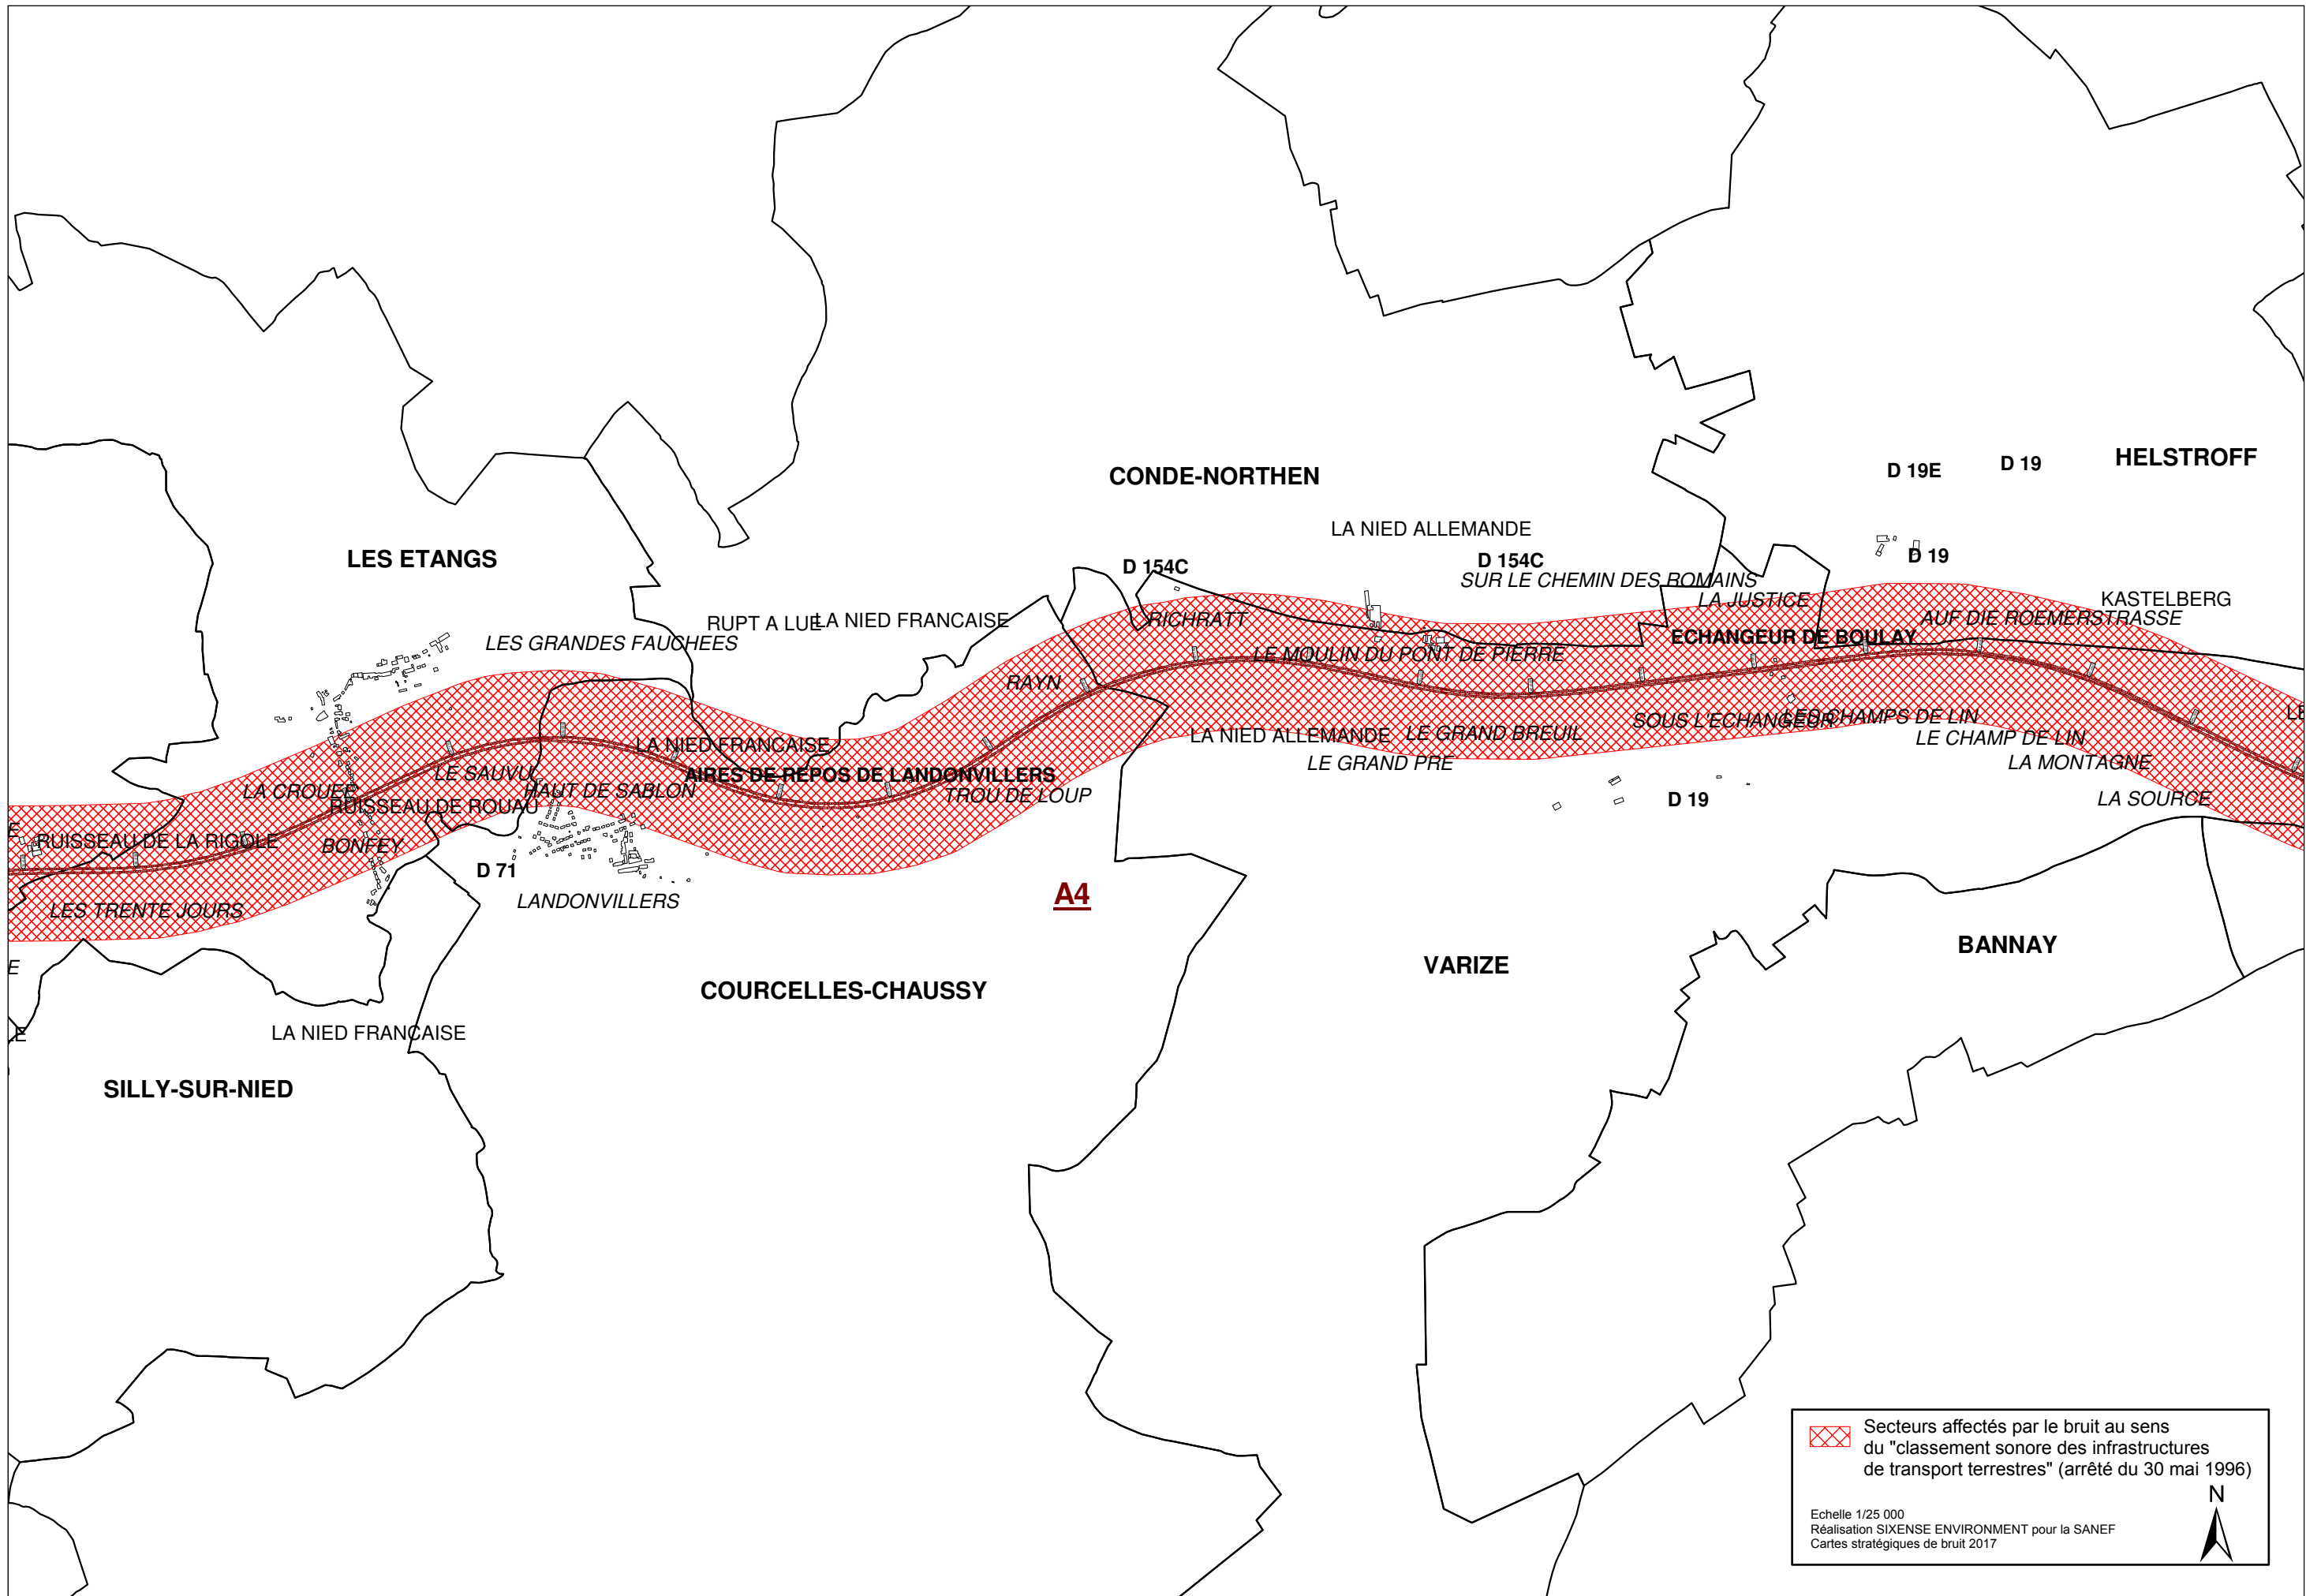 CONDE-NORTHEN
D 19E
D 19
HELSTROFF
LES ETANGS
LA NIED ALLEMANDE
D 154C
D 154C
D 19
SUR LE CHEMIN DES ROMAINS
LA JUSTICE
KASTELBERG
RUPT A LUE
LA NIED FRANCAISE
RICHRATT
AUF DIE ROEMERSTRASSE
LES GRANDES FAUCHEES
ECHANGEUR DE BOULAY
LE MOULIN DU PONT DE PIERRE
RAYN
LE
SOUS L'ECHANGEUR
LES CHAMPS DE LIN
LA NIED FRANCAISE
LA NIED ALLEMANDE
LE GRAND BREUIL
LE CHAMP DE LIN
LE GRAND PRE
LA MONTAGNE
LE SAUVU
AIRES DE REPOS DE LANDONVILLERS
LA CROUEE
HAUT DE SABLON
TROU DE LOUP
D 19
LA SOURCE
RUISSEAU DE ROUAU
E
RUISSEAU DE LA RIGOLE
BONFEY
D 71
LANDONVILLERS
A4
LES TRENTE JOURS
BANNAY
E
VARIZE
COURCELLES-CHAUSSY
LE
LA NIED FRANCAISE
SILLY-SUR-NIED
Secteurs affectés par le bruit au sens
du "classement sonore des infrastructures
de transport terrestres" (arrêté du 30 mai 1996)
N
Echelle 1/25 000
Réalisation SIXENSE ENVIRONMENT pour la SANEF
Cartes stratégiques de bruit 2017